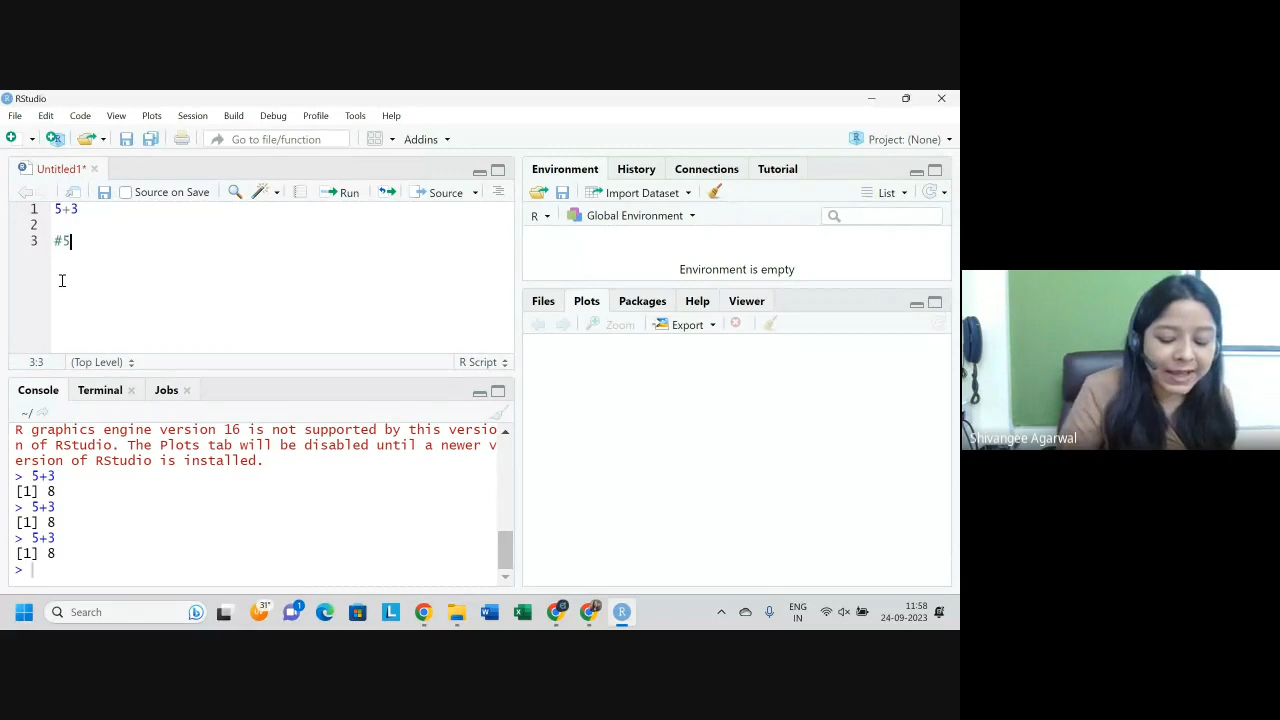 RStudio
File Edit Code View Plots Session Build Debug Profile Tools Help
Go to file/function Addins Project: (None)
Untitled1*
Source on Save Run Source
1 5+3
2
3 #5
3:3 (Top Level) R Script
Console Terminal Jobs
~/
R graphics engine version 16 is not supported by this versio
n of RStudio. The Plots tab will be disabled until a newer v
ersion of RStudio is installed.
> 5+3
[1] 8
> 5+3
[1] 8
> 5+3
[1] 8
>
Environment History Connections Tutorial
Import Dataset List
R Global Environment
Environment is empty
Files Plots Packages Help Viewer
Zoom Export
Shivangee Agarwal
Search 31° 1 L W X R ENG 11:58
IN 24-09-2023